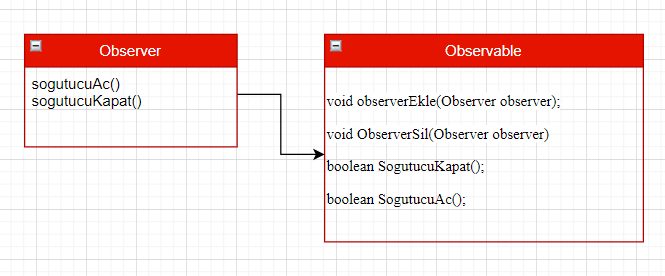 Observer
sogutucuAc()
sogutucuKapat()
Observable
void observerEkle(Observer observer);
void ObserverSil(Observer observer)
boolean SogutucuKapat();
boolean SogutucuAc();